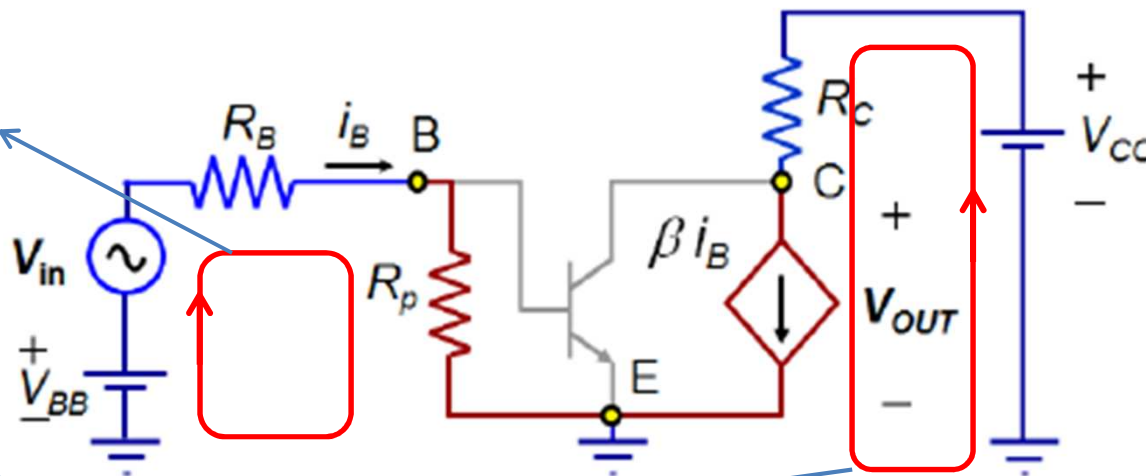 R_B
i_B
B
R_C
+
V_CC
−
C
+
β i_B
V_in
R_p
V_OUT
+
V_BB
−
E
−